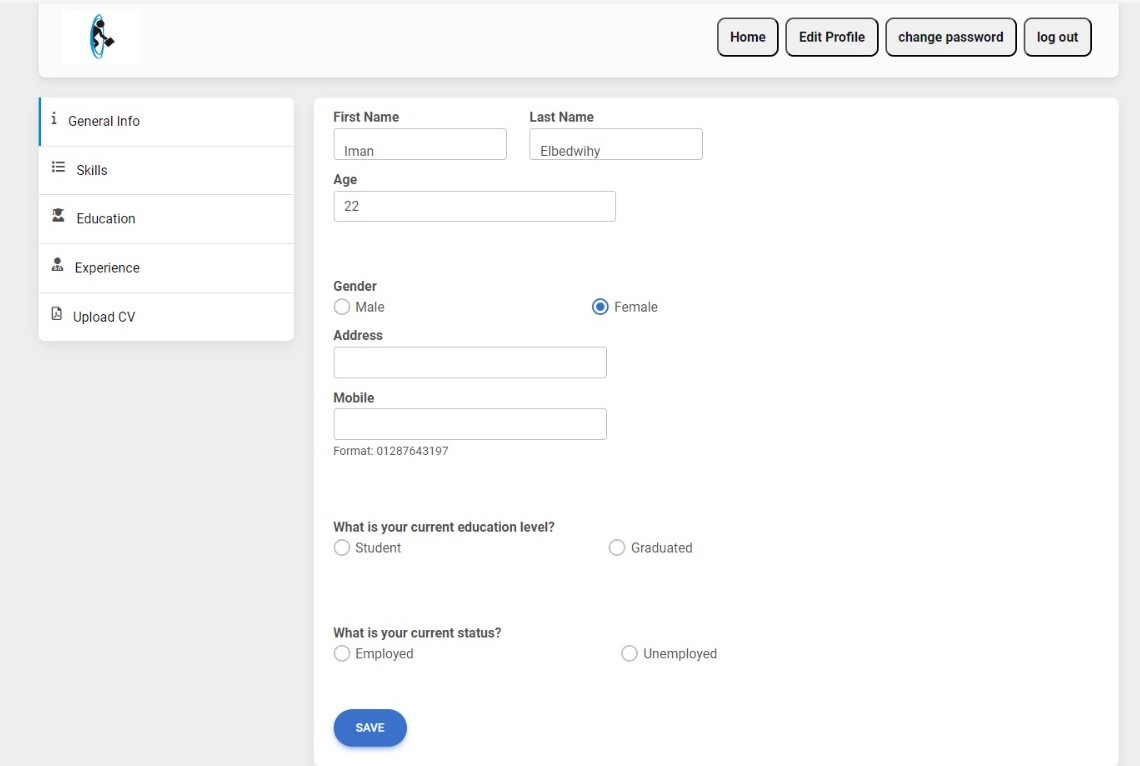 Home Edit Profile change password log out
General Info
Skills
Education
Experience
Upload CV
First Name Last Name
Iman Elbedwihy
Age
22
Gender
Male Female
Address
Mobile
Format: 01287643197
What is your current education level?
Student Graduated
What is your current status?
Employed Unemployed
SAVE